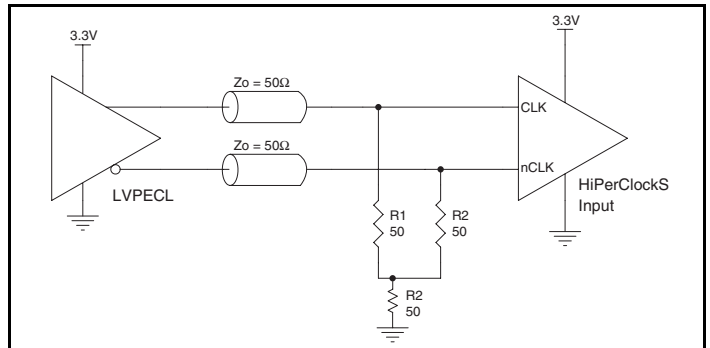 3.3V
3.3V
Zo = 50Ω
CLK
Zo = 50Ω
nCLK
LVPECL
HiPerClockS
Input
R1
50
R2
50
R2
50